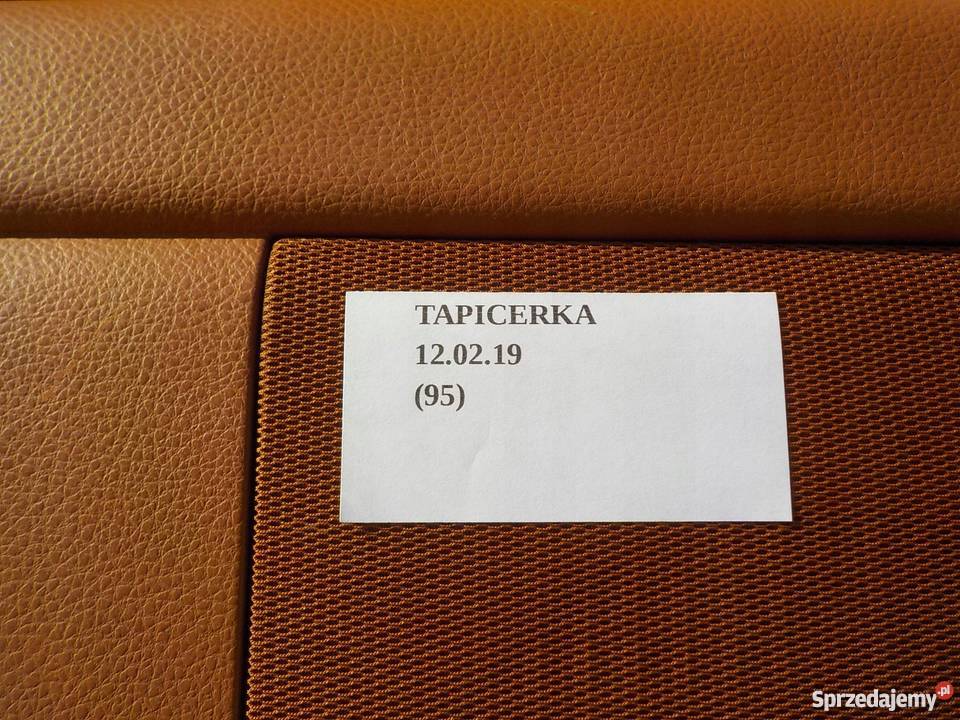 TAPICERKA
12.02.19
(95)
Sprzedajemy.pl